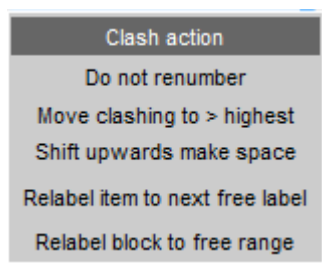 Clash action
Do not renumber
Move clashing to > highest
Shift upwards make space
Relabel item to next free label
Relabel block to free range